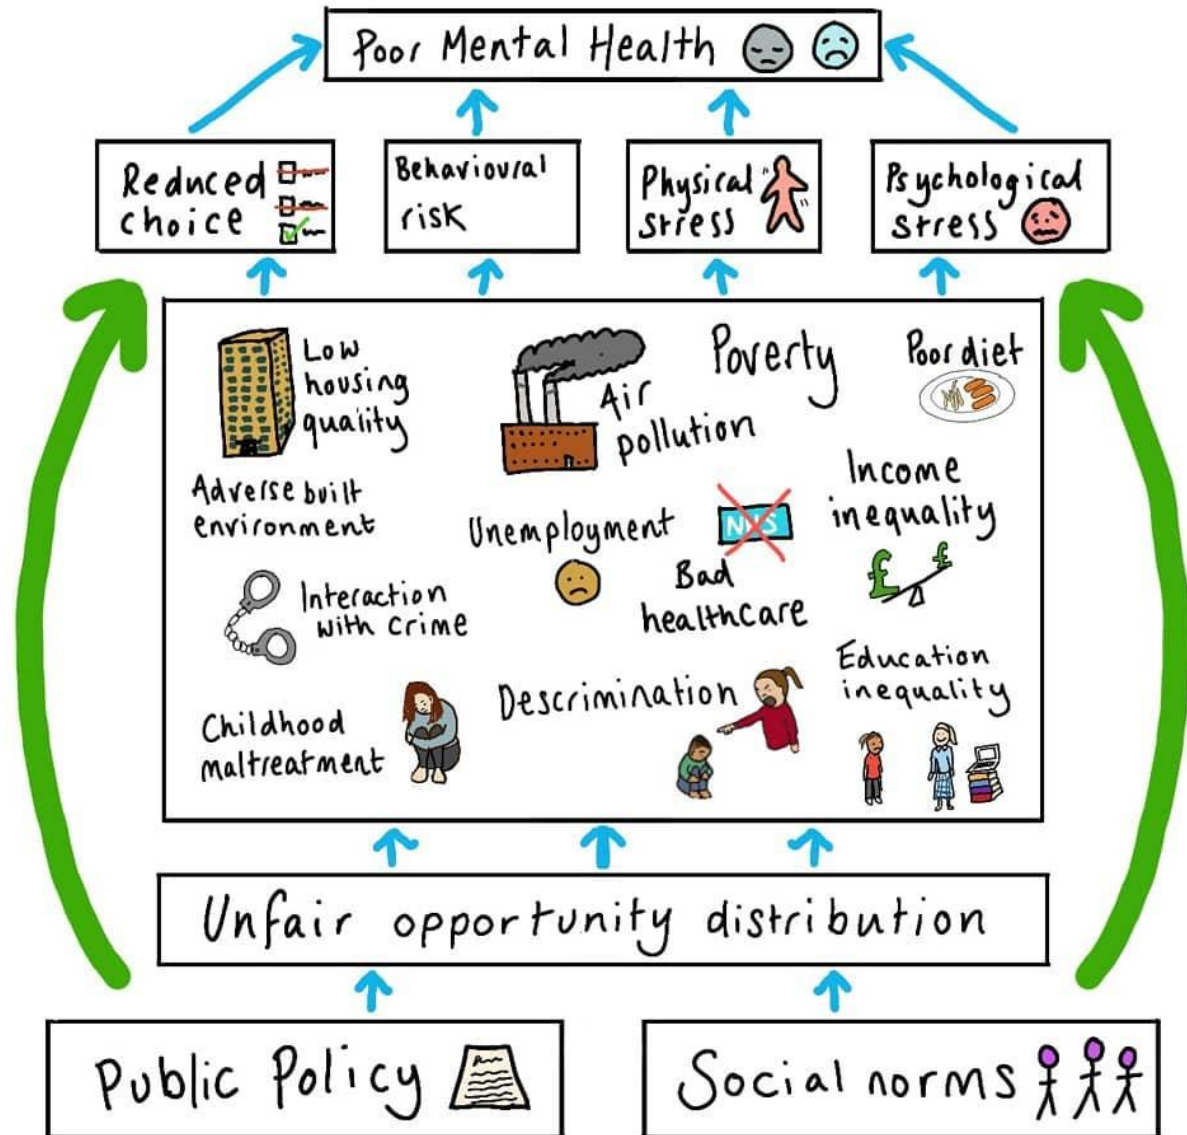 Poor Mental Health
Reduced
choice
Behavioural
risk
Physical
stress
Psychological
stress
Low
housing
quality
Air
pollution
Poverty
Poor diet
Adverse built
environment
Unemployment
NHS
Income
inequality
Interaction
with crime
Bad
healthcare
£ £
Childhood
maltreatment
Descrimination
Education
inequality
Unfair opportunity distribution
Public Policy
Social norms